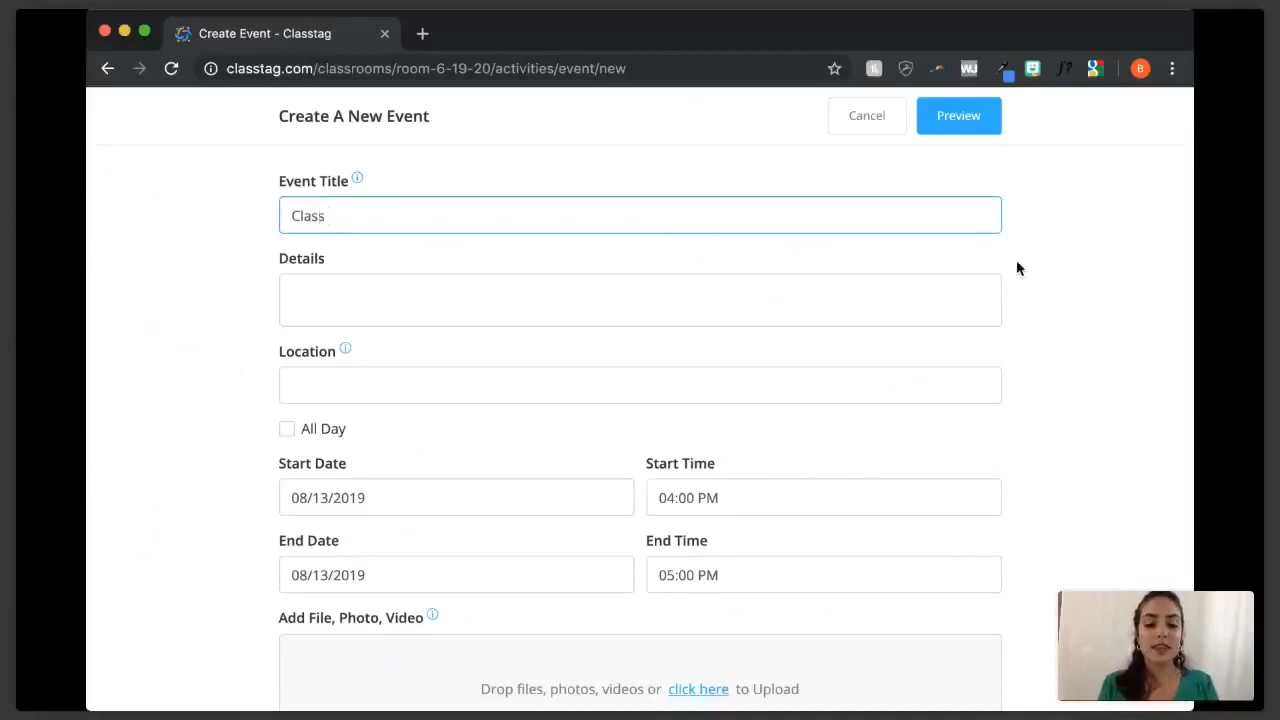 Create Event - Classtag
classtag.com/classrooms/room-6-19-20/activities/event/new
B
Create A New Event
Cancel
Preview
Event Title
Class
Details
Location
All Day
Start Date
Start Time
08/13/2019
04:00 PM
End Date
End Time
08/13/2019
05:00 PM
Add File, Photo, Video
Drop files, photos, videos or click here to Upload